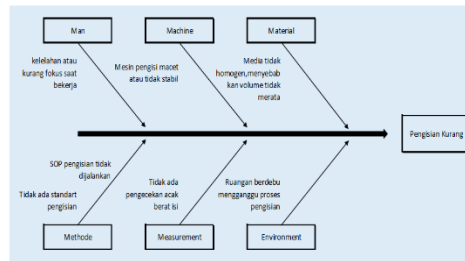 Man
Machine
Material
kelelahan atau
kurang fokus saat
bekerja
Mesin pengisi macet
atau tidak stabil
Media tidak
homogen,menyebab
kan volume tidak
merata
Pengisian Kurang
SOP pengisian tidak
dijalankan
Tidak ada standart
pengisian
Tidak ada
pengecekan acak
berat isi
Ruangan berdebu
mengganggu proses
pengisian
Methode
Measurement
Environment